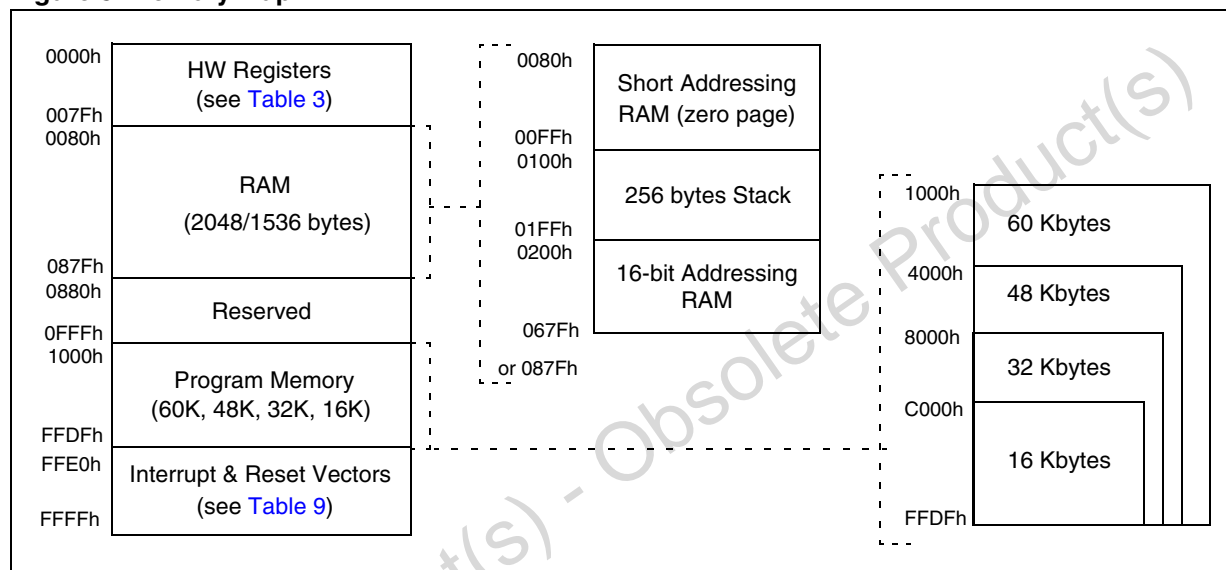 0000h
HW Registers
(see Table 3)
007Fh
0080h
RAM
(2048/1536 bytes)
087Fh
0880h
Reserved
0FFFh
1000h
Program Memory
(60K, 48K, 32K, 16K)
FFDFh
FFE0h
Interrupt & Reset Vectors
(see Table 9)
FFFFh
0080h
Short Addressing
RAM (zero page)
00FFh
0100h
256 bytes Stack
01FFh
0200h
16-bit Addressing
RAM
067Fh
or 087Fh
1000h
60 Kbytes
4000h
48 Kbytes
8000h
32 Kbytes
C000h
16 Kbytes
FFDFh
t(s) - Obsolete Product(s)